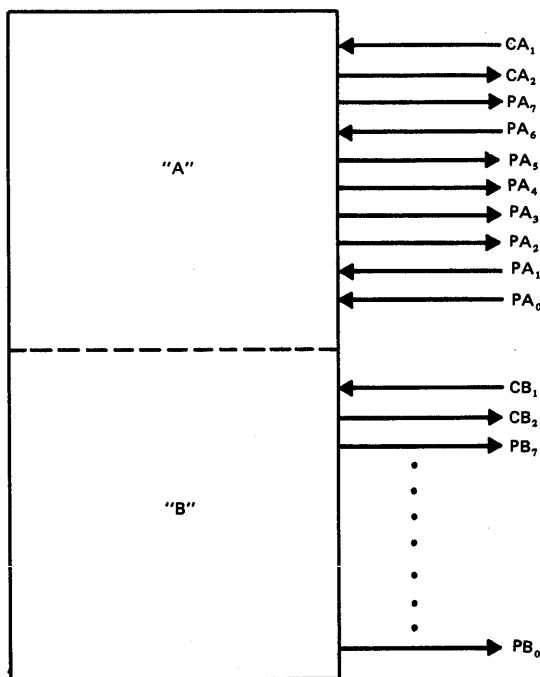 CA₁
CA₂
PA₇
PA₆
"A"
PA₅
PA₄
PA₃
PA₂
PA₁
PA₀
CB₁
CB₂
PB₇
"B"
PB₀